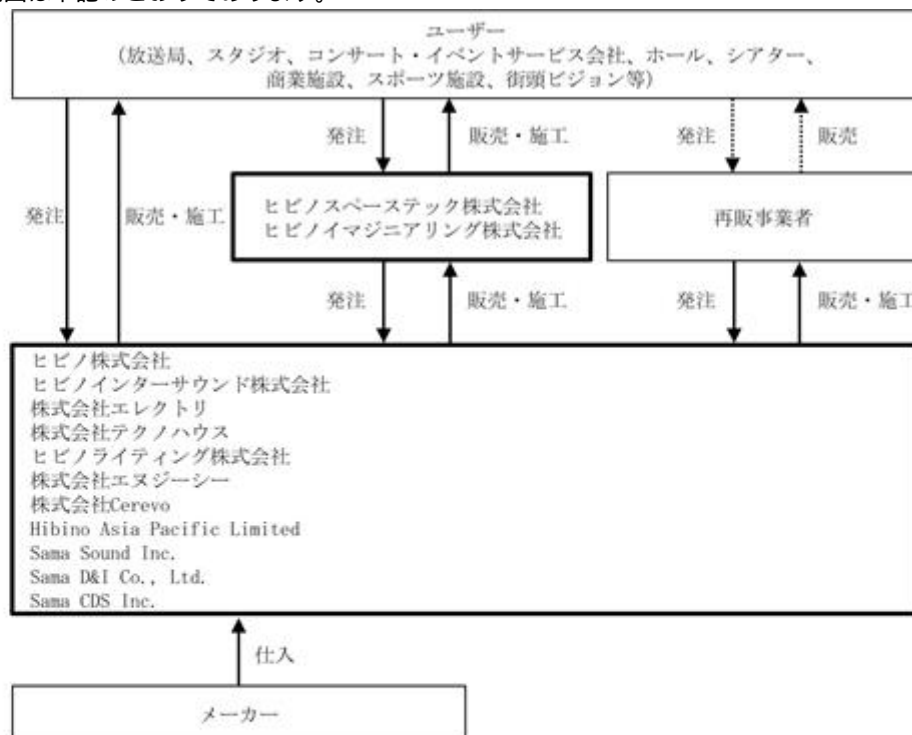 ユーザー
(放送局、スタジオ、コンサート・イベントサービス会社、ホール、シアター、
商業施設、スポーツ施設、街頭ビジョン等)
発注
販売・施工
発注
販売
ヒビノスペーステック株式会社
ヒビノイマジニアリング株式会社
再販事業者
発注
販売・施工
発注
販売・施工
発注
販売・施工
ヒビノ株式会社
ヒビノインターサウンド株式会社
株式会社エレクトリ
株式会社テクノハウス
ヒビノライティング株式会社
株式会社エヌジーシー
株式会社Cerevo
Hibino Asia Pacific Limited
Sama Sound Inc.
Sama D&I Co., Ltd.
Sama CDS Inc.
仕入
メーカー